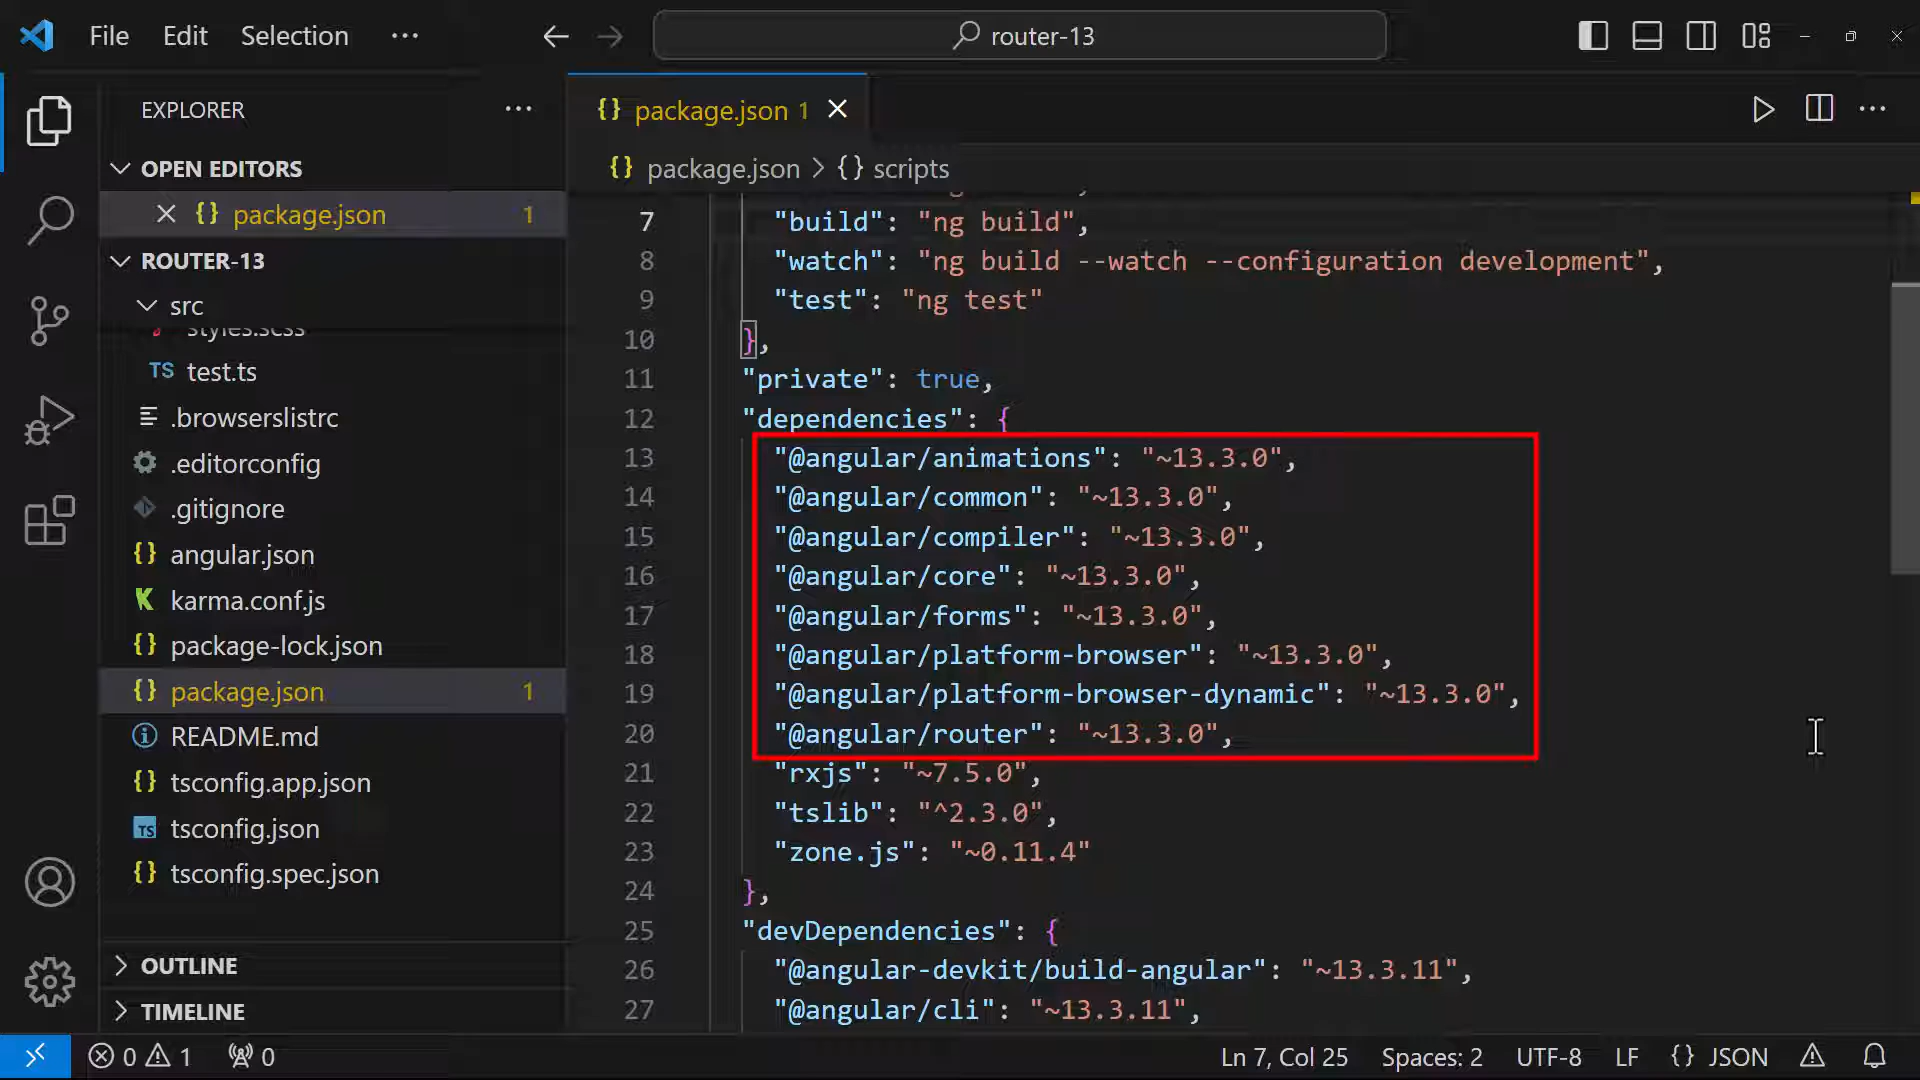 File Edit Selection ···
router-13
EXPLORER
OPEN EDITORS
package.json 1
ROUTER-13
src
styles.scss
TS test.ts
.browserslistrc
.editorconfig
.gitignore
{} angular.json
karma.conf.js
{} package-lock.json
{} package.json 1
README.md
{} tsconfig.app.json
TS tsconfig.json
{} tsconfig.spec.json
OUTLINE
TIMELINE
{} package.json 1
{} package.json > {} scripts
7 "build": "ng build",
8 "watch": "ng build --watch --configuration development",
9 "test": "ng test"
10 },
11 "private": true,
12 "dependencies": {
13 "@angular/animations": "~13.3.0",
14 "@angular/common": "~13.3.0",
15 "@angular/compiler": "~13.3.0",
16 "@angular/core": "~13.3.0",
17 "@angular/forms": "~13.3.0",
18 "@angular/platform-browser": "~13.3.0",
19 "@angular/platform-browser-dynamic": "~13.3.0",
20 "@angular/router": "~13.3.0",
21 "rxjs": "~7.5.0",
22 "tslib": "^2.3.0",
23 "zone.js": "~0.11.4"
24 },
25 "devDependencies": {
26 "@angular-devkit/build-angular": "~13.3.11",
27 "@angular/cli": "~13.3.11",
0 1 0
Ln 7, Col 25 Spaces: 2 UTF-8 LF {} JSON